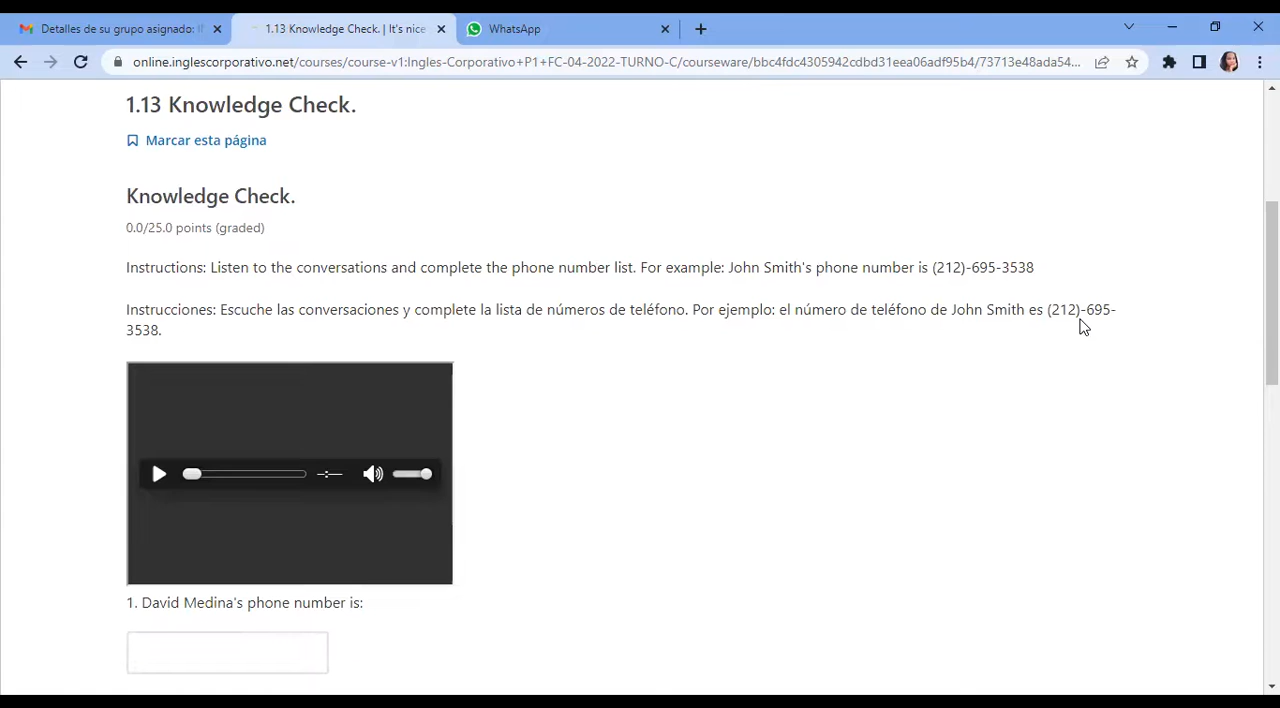 Detalles de su grupo asignado: I
1.13 Knowledge Check. | It's nice
WhatsApp
online.inglescorporativo.net/courses/course-v1:Ingles-Corporativo+P1+FC-04-2022-TURNO-C/courseware/bbc4fdc4305942cdbd31eea06adf95b4/73713e48ada54...
1.13 Knowledge Check.
Marcar esta página
Knowledge Check.
0.0/25.0 points (graded)
Instructions: Listen to the conversations and complete the phone number list. For example: John Smith's phone number is (212)-695-3538
Instrucciones: Escuche las conversaciones y complete la lista de números de teléfono. Por ejemplo: el número de teléfono de John Smith es (212)-695-
3538.
--:--
1. David Medina's phone number is: